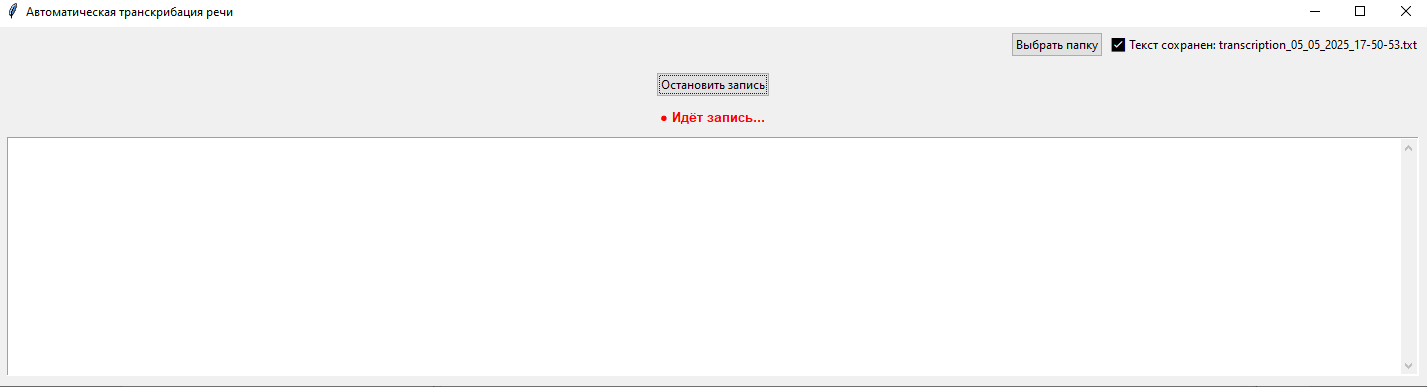 Автоматическая транскрибация речи
Выбрать папку Текст сохранен: transcription_05_05_2025_17-50-53.txt
Остановить запись
● Идёт запись...